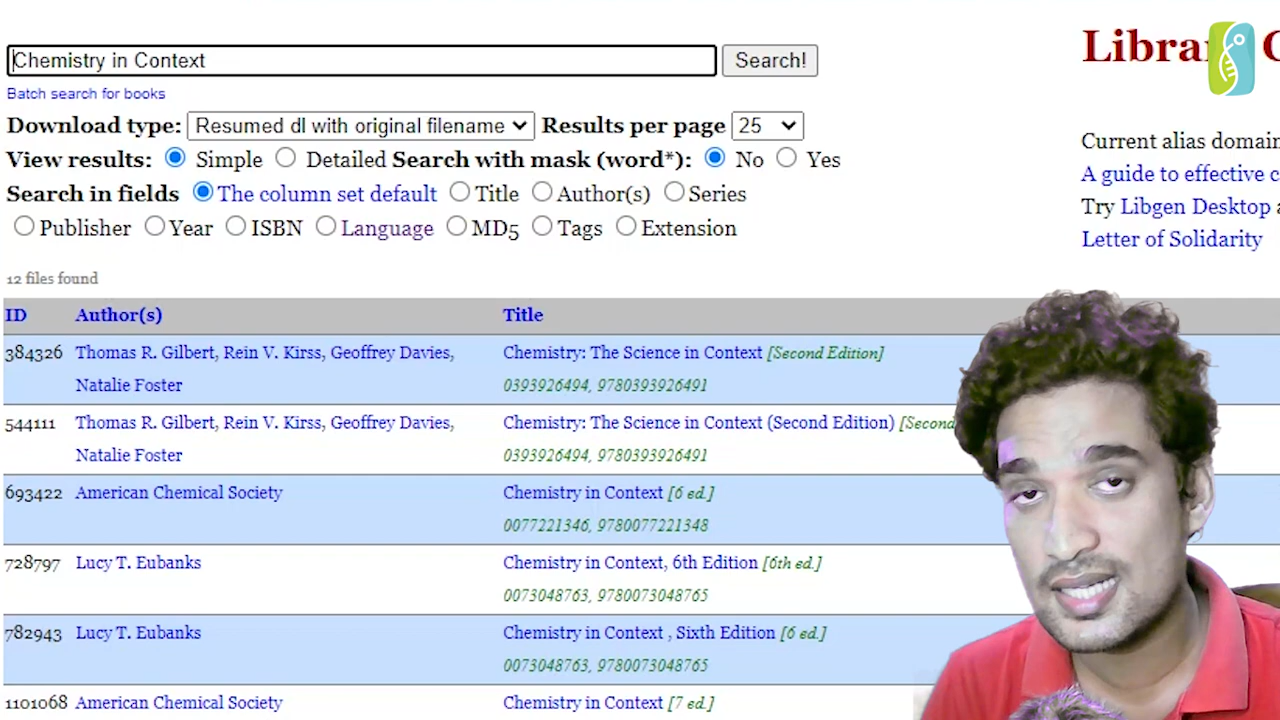 Chemistry in Context
Search!
Batch search for books
Download type: Resumed dl with original filename Results per page 25
View results: Simple Detailed Search with mask (word*): No Yes
Search in fields The column set default Title Author(s) Series
Publisher Year ISBN Language MD5 Tags Extension
Current alias
A guide to effective
Try Libgen Desktop
Letter of Solidarity
12 files found
ID Author(s) Title
384326 Thomas R. Gilbert, Rein V. Kirss, Geoffrey Davies, Chemistry: The Science in Context [Second Edition]
Natalie Foster 0393926494, 9780393926491
544111 Thomas R. Gilbert, Rein V. Kirss, Geoffrey Davies, Chemistry: The Science in Context (Second Edition) [Second
Natalie Foster 0393926494, 9780393926491
693422 American Chemical Society Chemistry in Context [6 ed.]
0077221346, 9780077221348
728797 Lucy T. Eubanks Chemistry in Context, 6th Edition [6th ed.]
0073048763, 9780073048765
782943 Lucy T. Eubanks Chemistry in Context , Sixth Edition [6 ed.]
0073048763, 9780073048765
1101068 American Chemical Society Chemistry in Context [7 ed.]